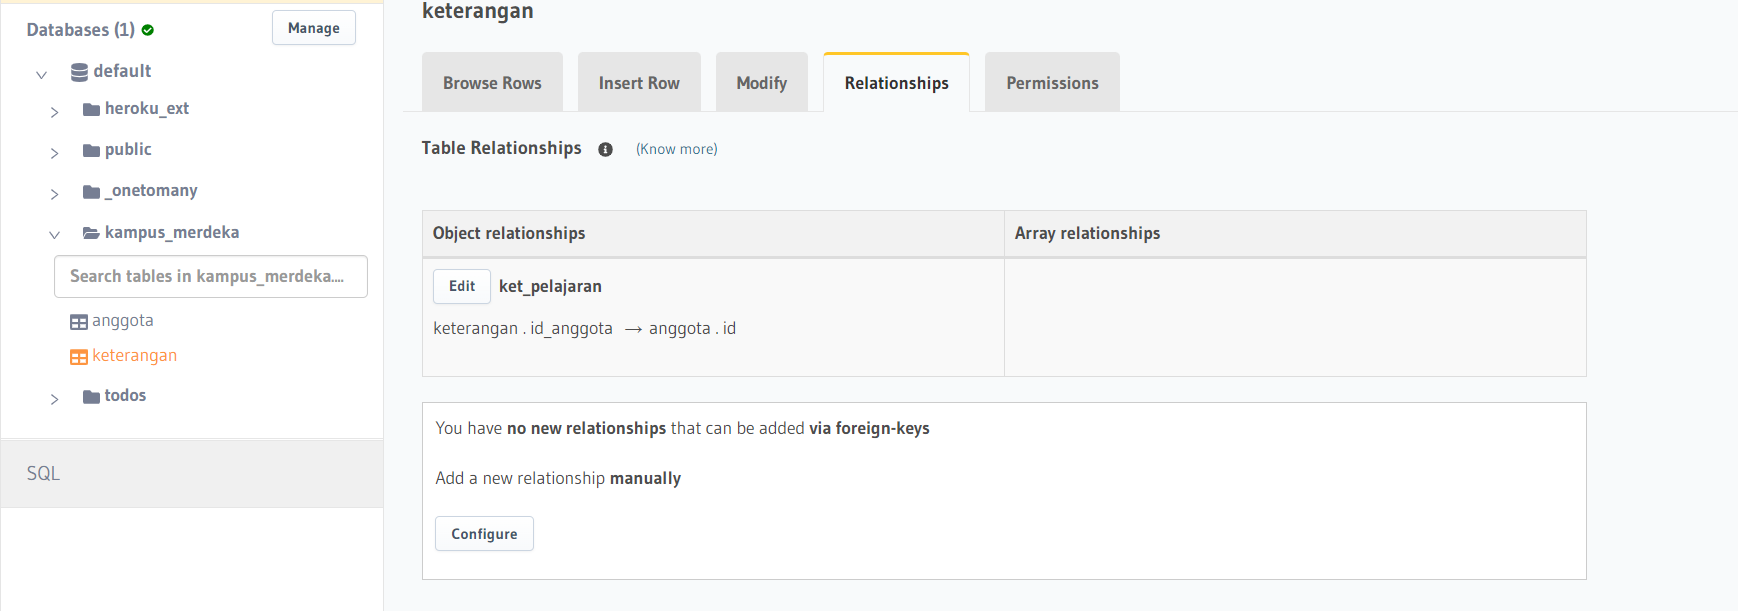 Databases (1)
Manage
default
heroku_ext
public
_onetomany
kampus_merdeka
Search tables in kampus_merdeka....
anggota
keterangan
todos
SQL
keterangan
Browse Rows
Insert Row
Modify
Relationships
Permissions
Table Relationships (Know more)
Object relationships
Array relationships
Edit ket_pelajaran
keterangan . id_anggota → anggota . id
You have no new relationships that can be added via foreign-keys
Add a new relationship manually
Configure